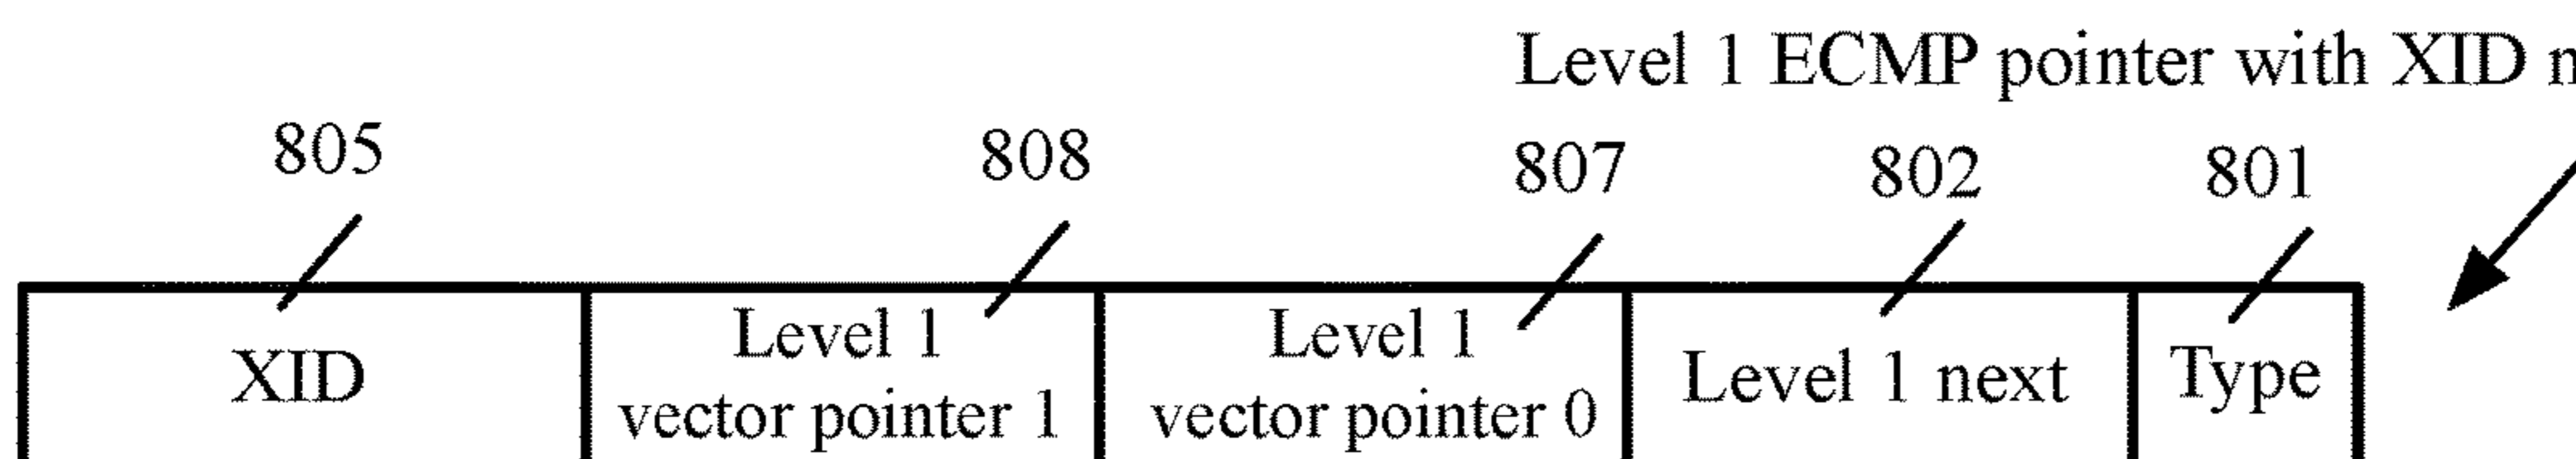 Level 1 ECMP pointer with XID
805 808 807 802 801
XID
Level 1
vector pointer 1
Level 1
vector pointer 0
Level 1 next
Type